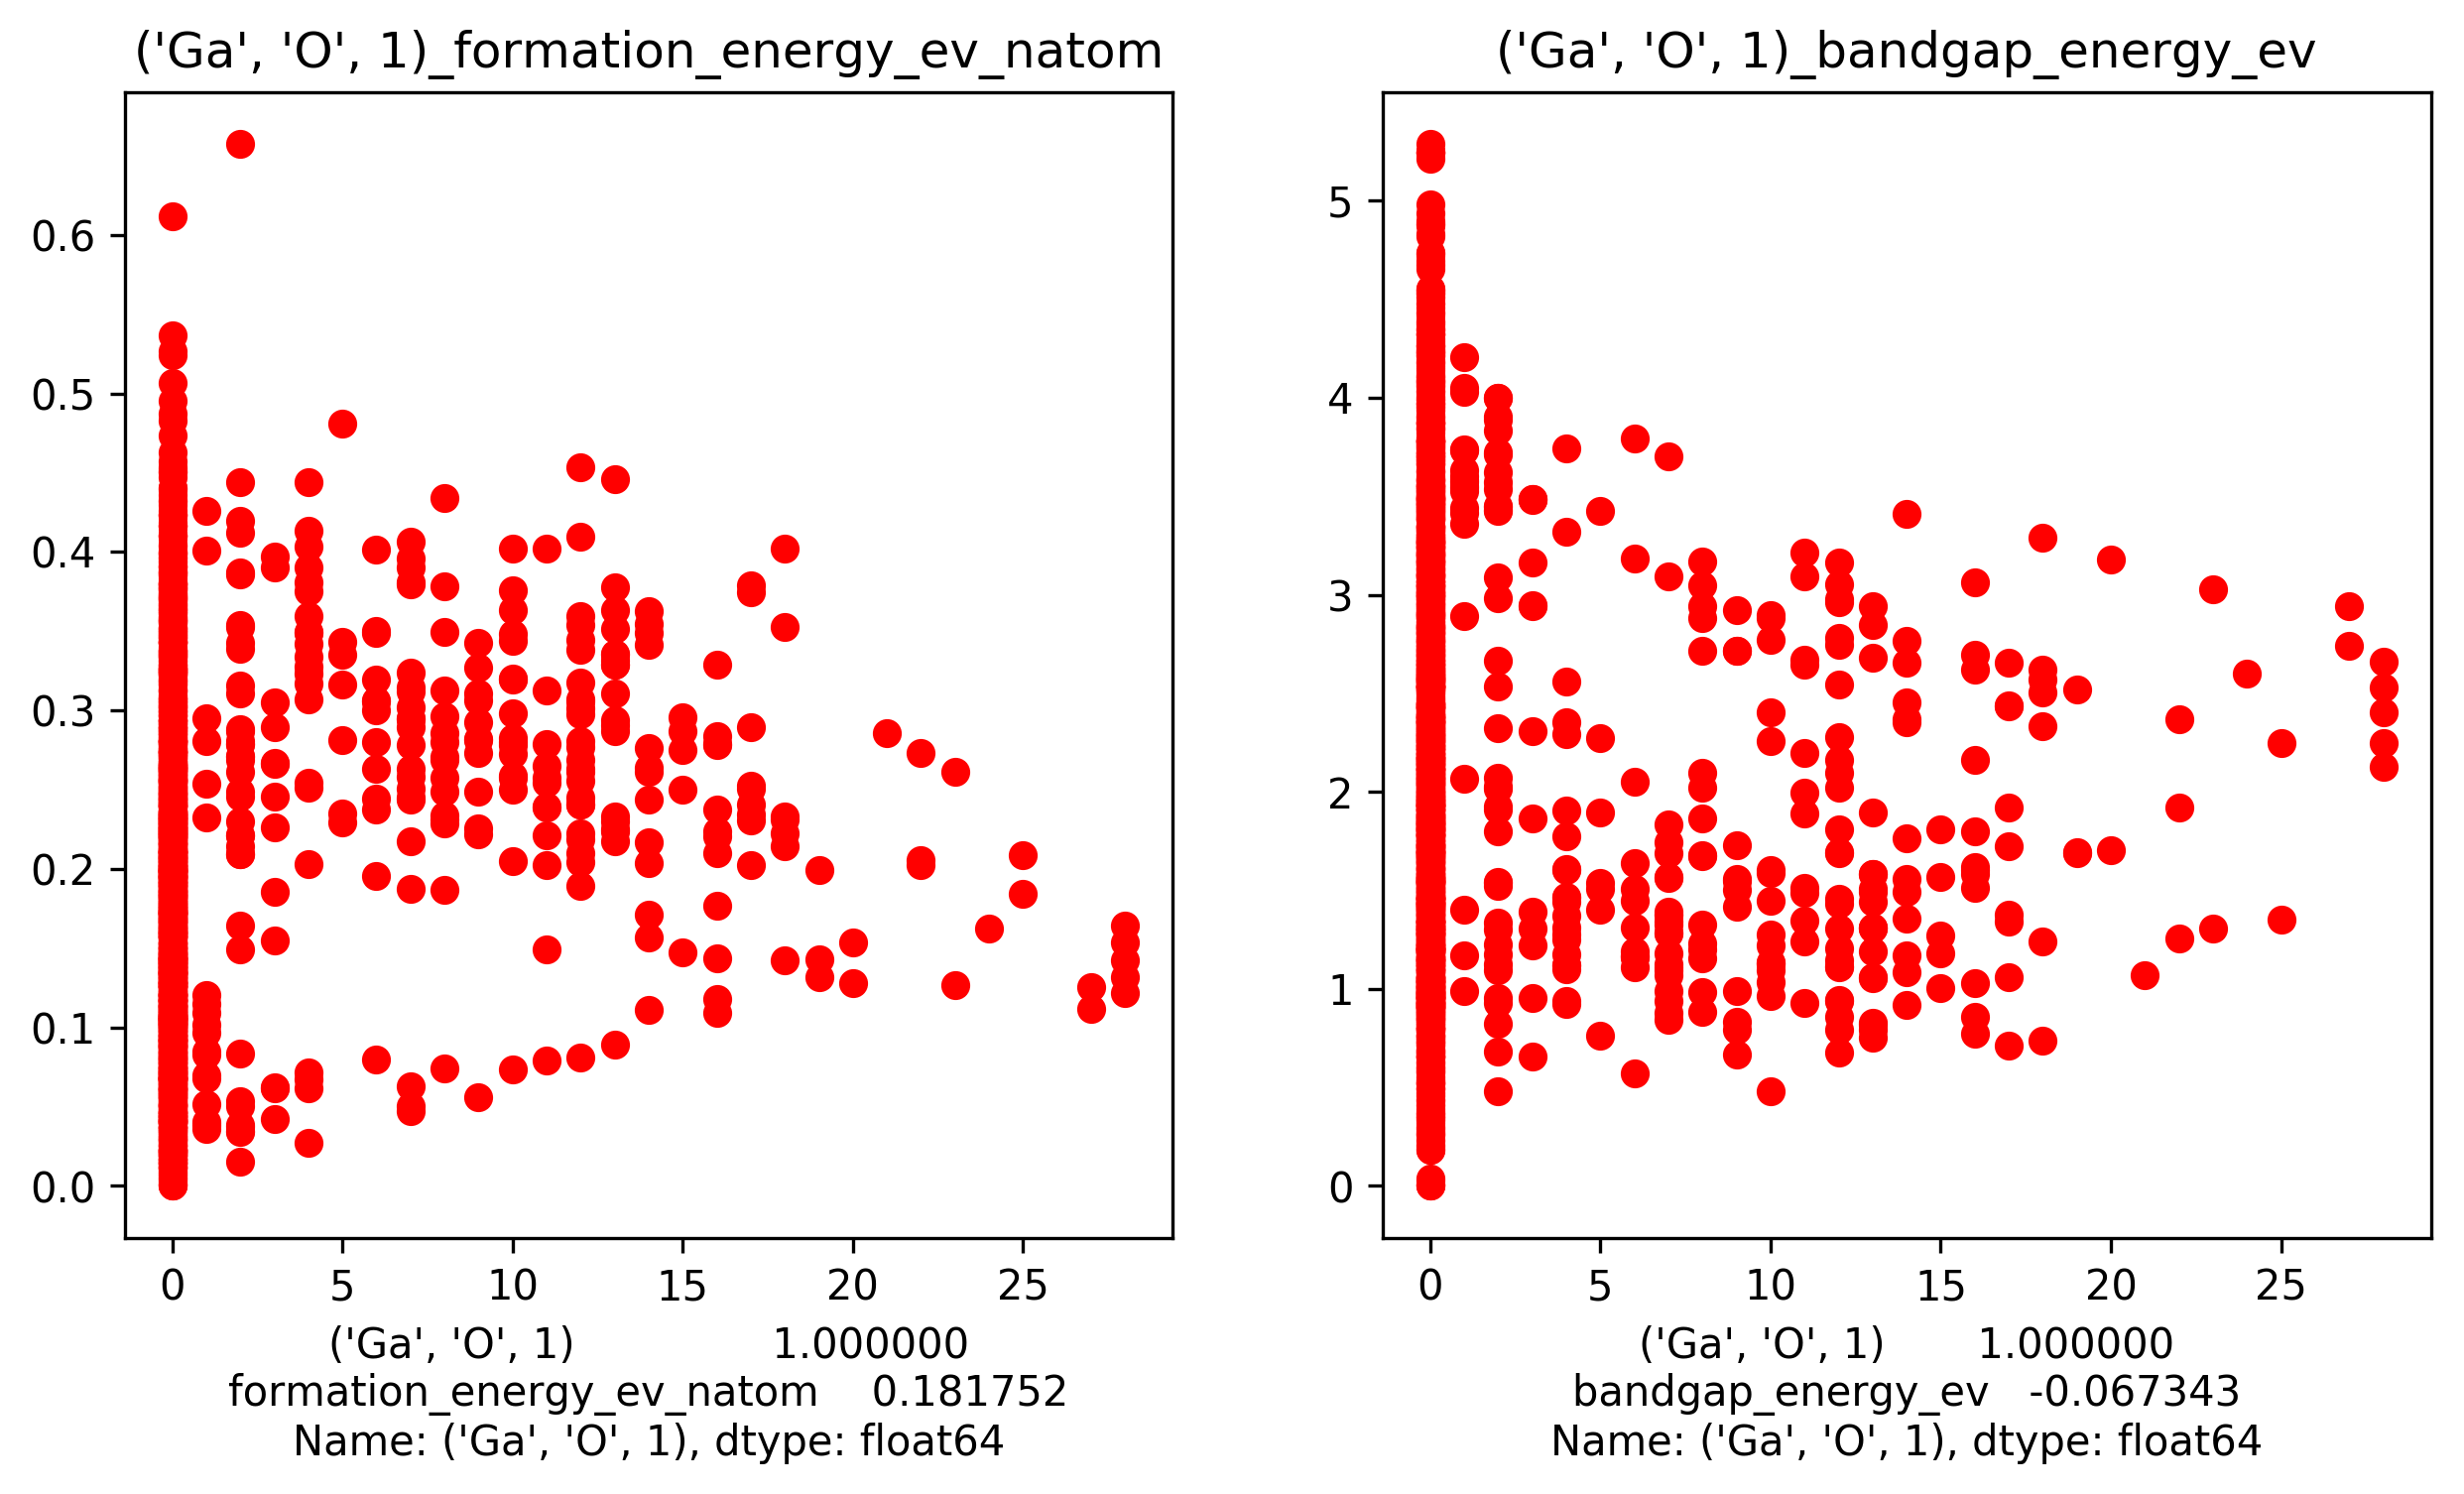 ('Ga', 'O', 1)_formation_energy_ev_natom
0.6
0.5
0.4
0.3
0.2
0.1
0.0
0 5 10 15 20 25
('Ga', 'O', 1) 1.000000
formation_energy_ev_natom 0.181752
Name: ('Ga', 'O', 1), dtype: float64
('Ga', 'O', 1)_bandgap_energy_ev
5
4
3
2
1
0
0 5 10 15 20 25
('Ga', 'O', 1) 1.000000
bandgap_energy_ev -0.067343
Name: ('Ga', 'O', 1), dtype: float64